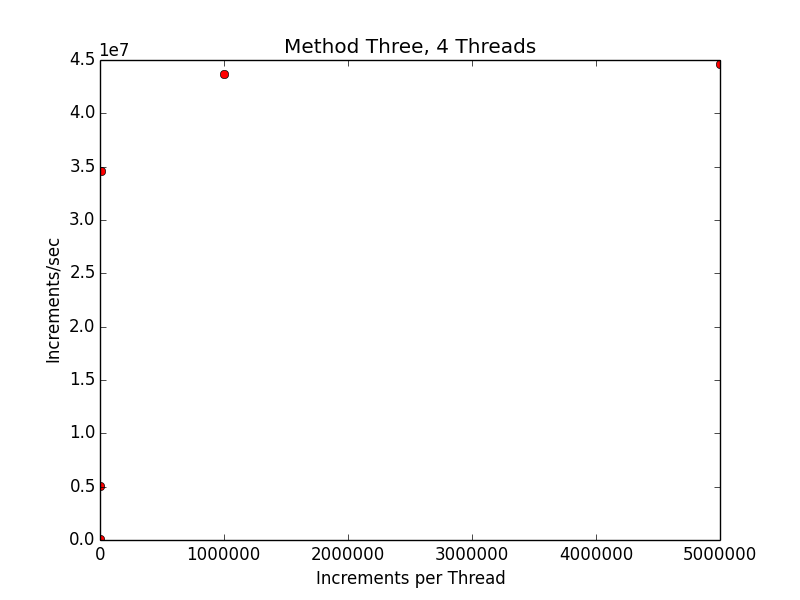 Method Three, 4 Threads
1e7
4.5
4.0
3.5
3.0
2.5
2.0
1.5
1.0
0.5
0.0
Increments/sec
0 1000000 2000000 3000000 4000000 5000000
Increments per Thread